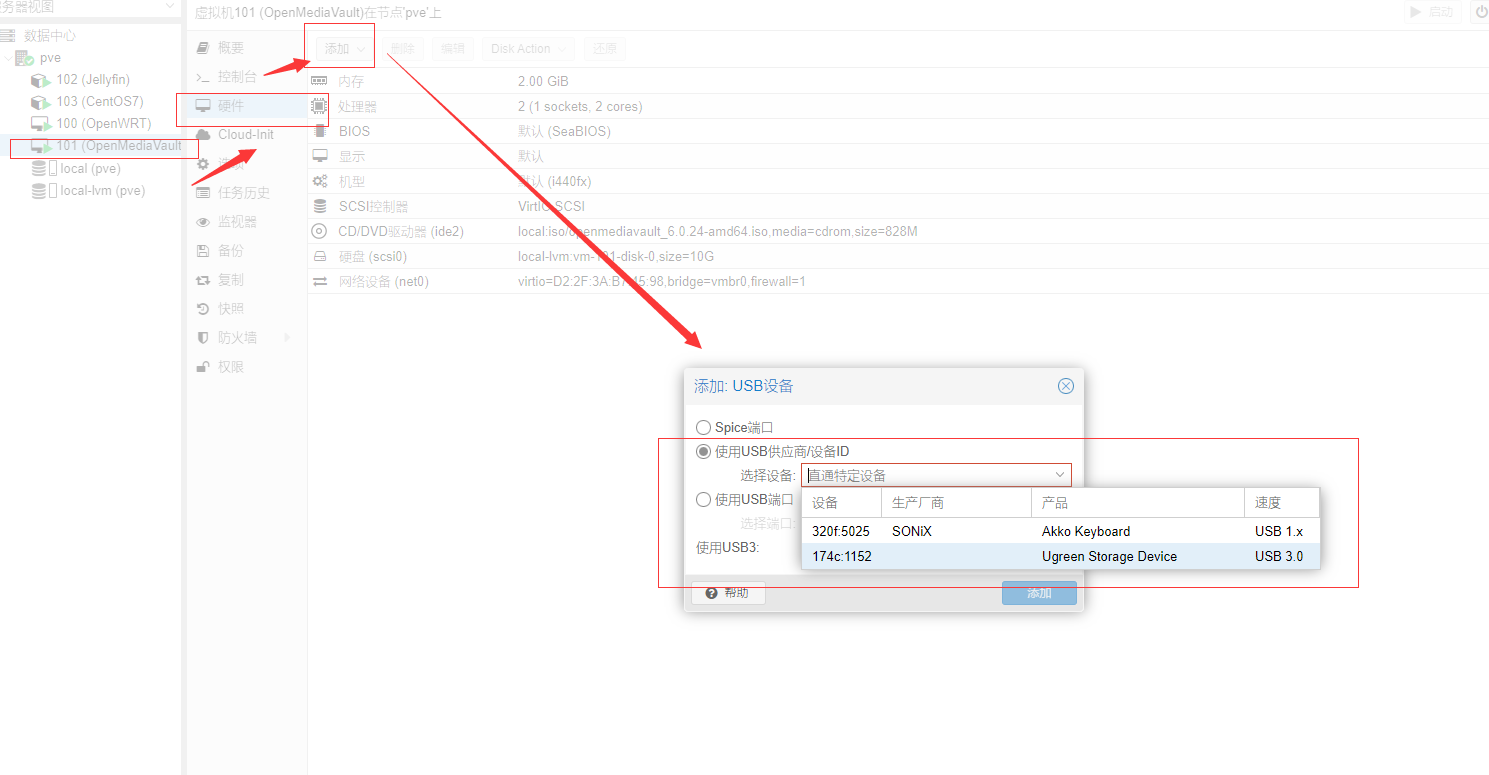 务器视图
虚拟机101 (OpenMediaVault)在节点'pve'上
启动
数据中心
pve
102 (Jellyfin)
103 (CentOS7)
100 (OpenWRT)
101 (OpenMediaVault
local (pve)
local-lvm (pve)
概要
控制台
硬件
Cloud-Init
任务历史
监视器
备份
复制
快照
防火墙
权限
添加
删除
编辑
Disk Action
还原
内存 2.00 GiB
处理器 2 (1 sockets, 2 cores)
BIOS 默认 (SeaBIOS)
显示 默认
机型 默认 (i440fx)
SCSI控制器 VirtIO SCSI
CD/DVD驱动器 (ide2) local:iso/openmediavault_6.0.24-amd64.iso,media=cdrom,size=828M
硬盘 (scsi0) local-lvm:vm-101-disk-0,size=10G
网络设备 (net0) virtio=D2:2F:3A:B7:45:98,bridge=vmbr0,firewall=1
添加: USB设备
Spice端口
使用USB供应商/设备ID
选择设备: 直通特定设备
使用USB端口
选择端口:
使用USB3:
设备 生产厂商 产品 速度
320f:5025 SONiX Akko Keyboard USB 1.x
174c:1152 Ugreen Storage Device USB 3.0
帮助
添加